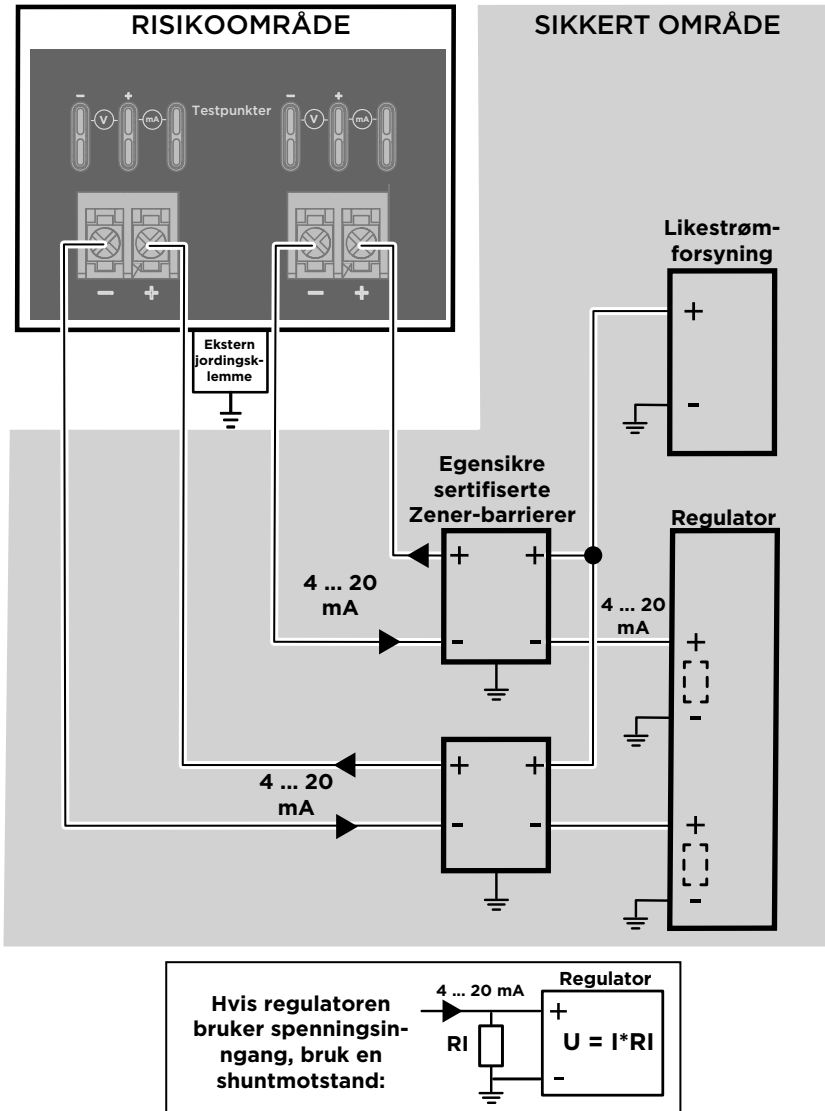 RISIKOOMRÅDE
SIKKERT OMRÅDE
- + - +
V mA Testpunkter V mA
Likestrøm-
forsyning
- + - +
+
Ekstern
jordingsk-
lemme
-
Egensikre
sertifiserte
Zener-barrierer
Regulator
+ +
4 ... 20
mA
4 ... 20
mA
- -
+
-
+ +
4 ... 20
mA
- -
+
-
Hvis regulatoren
bruker spenningsin-
ngang, bruk en
shuntmotstand:
4 ... 20 mA
Regulator
+
RI
U = I*RI
-